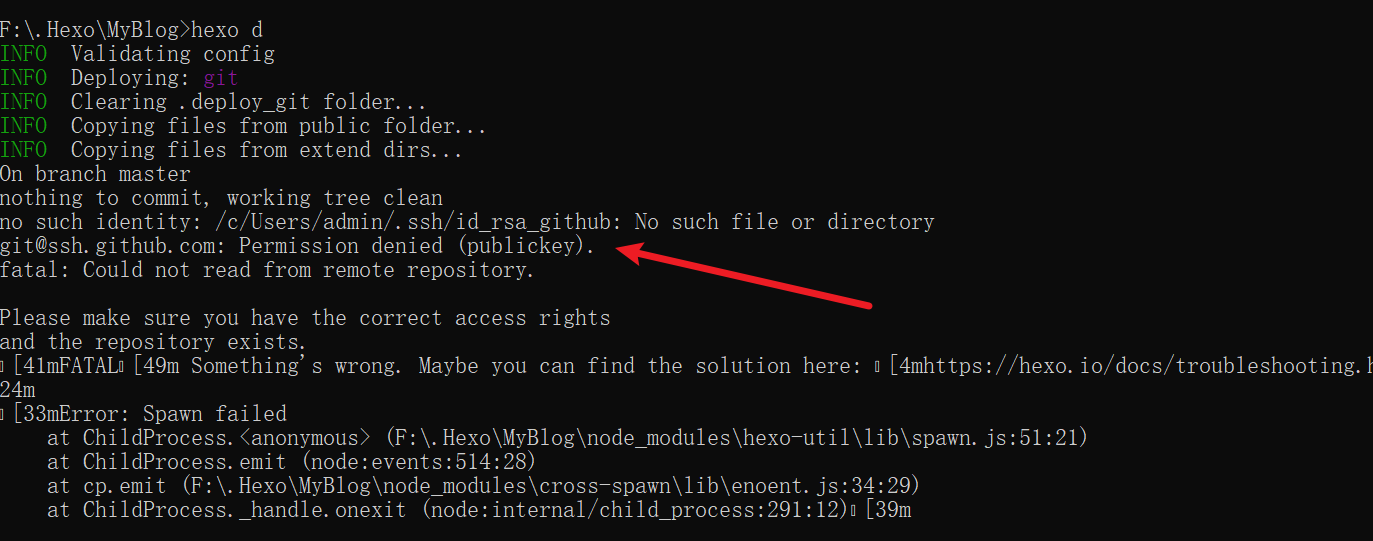 F:\.Hexo\MyBlog>hexo d
INFO  Validating config
INFO  Deploying: git
INFO  Clearing .deploy_git folder...
INFO  Copying files from public folder...
INFO  Copying files from extend dirs...
On branch master
nothing to commit, working tree clean
no such identity: /c/Users/admin/.ssh/id_rsa_github: No such file or directory
git@ssh.github.com: Permission denied (publickey).
fatal: Could not read from remote repository.
Please make sure you have the correct access rights
and the repository exists.
[41mFATAL[49m Something's wrong. Maybe you can find the solution here: [4mhttps://hexo.io/docs/troubleshooting.h
24m
[33mError: Spawn failed
    at ChildProcess.<anonymous> (F:\.Hexo\MyBlog\node_modules\hexo-util\lib\spawn.js:51:21)
    at ChildProcess.emit (node:events:514:28)
    at cp.emit (F:\.Hexo\MyBlog\node_modules\cross-spawn\lib\enoent.js:34:29)
    at ChildProcess._handle.onexit (node:internal/child_process:291:12)[39m